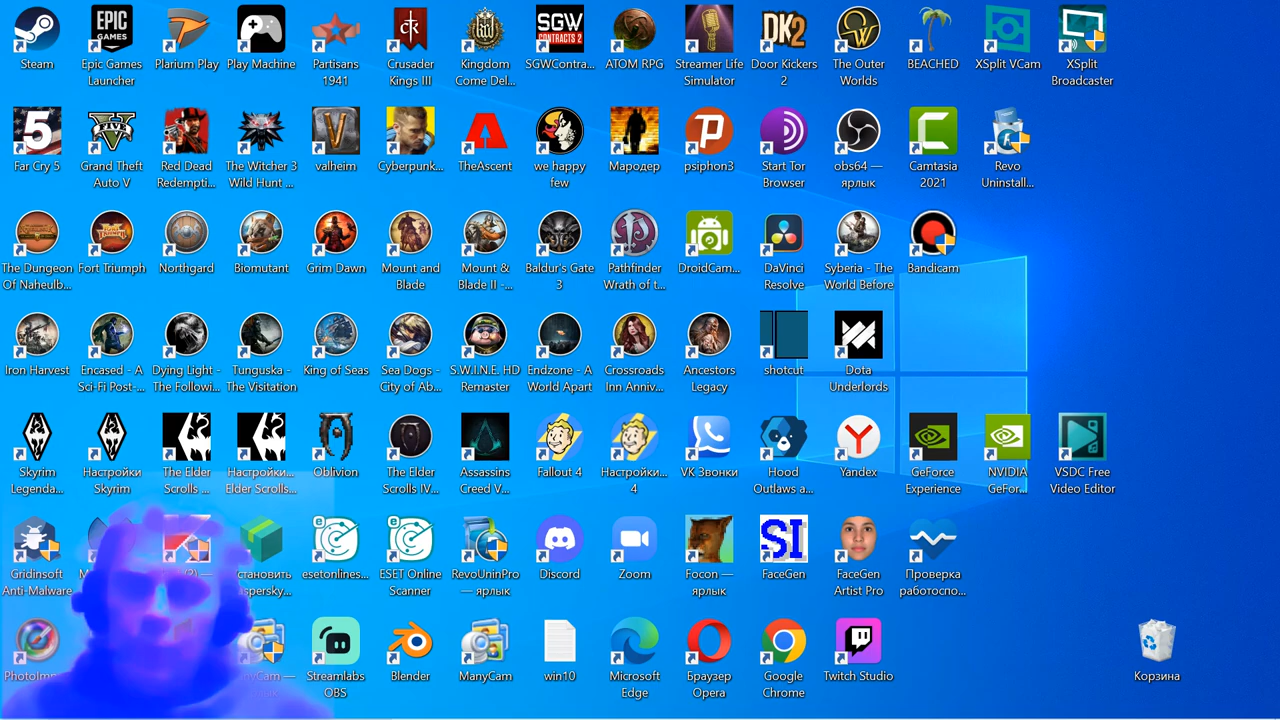 Steam
Epic Games
Launcher
Plarium Play
Play Machine
Partisans
1941
Crusader
Kings III
Kingdom
Come Del...
SGWContra...
ATOM RPG
Streamer Life
Simulator
Door Kickers
2
The Outer
Worlds
BEACHED
XSplit VCam
XSplit
Broadcaster
EPIC
GAMES
SGW
CONTRACTS 2
DK2
Far Cry 5
Grand Theft
Auto V
Red Dead
Redempti...
The Witcher 3
Wild Hunt ...
valheim
Cyberpunk...
TheAscent
we happy
few
Мародер
psiphon3
Start Tor
Browser
obs64 —
ярлык
Camtasia
2021
Revo
Uninstall...
The Dungeon
Of Naheulb...
Fort Triumph
Northgard
Biomutant
Grim Dawn
Mount and
Blade
Mount &
Blade II -...
Baldur's Gate
3
Pathfinder
Wrath of t...
DroidCam...
DaVinci
Resolve
Syberia - The
World Before
Bandicam
Iron Harvest
Encased - A
Sci-Fi Post-...
Dying Light -
The Followi...
Tunguska -
The Visitation
King of Seas
Sea Dogs -
City of Ab...
S.W.I.N.E. HD
Remaster
Endzone - A
World Apart
Crossroads
Inn Anniv...
Ancestors
Legacy
shotcut
Dota
Underlords
Skyrim
Legenda...
Настройки
Skyrim
The Elder
Scrolls ...
Настройки...
Elder Scrolls...
Oblivion
The Elder
Scrolls IV...
Assassins
Creed V...
Fallout 4
Настройки...
4
VK Звонки
Hood
Outlaws a...
Yandex
GeForce
Experience
NVIDIA
GeFor...
VSDC Free
Video Editor
Gridinsoft
Anti-Malware
esetonlines...
ESET Online
Scanner
RevoUninPro
— ярлык
Discord
Zoom
Focon —
ярлык
SI
FaceGen
FaceGen
Artist Pro
Проверка
работоспо...
Streamlabs
OBS
Blender
ManyCam
win10
Microsoft
Edge
Браузер
Opera
Google
Chrome
Twitch Studio
Корзина